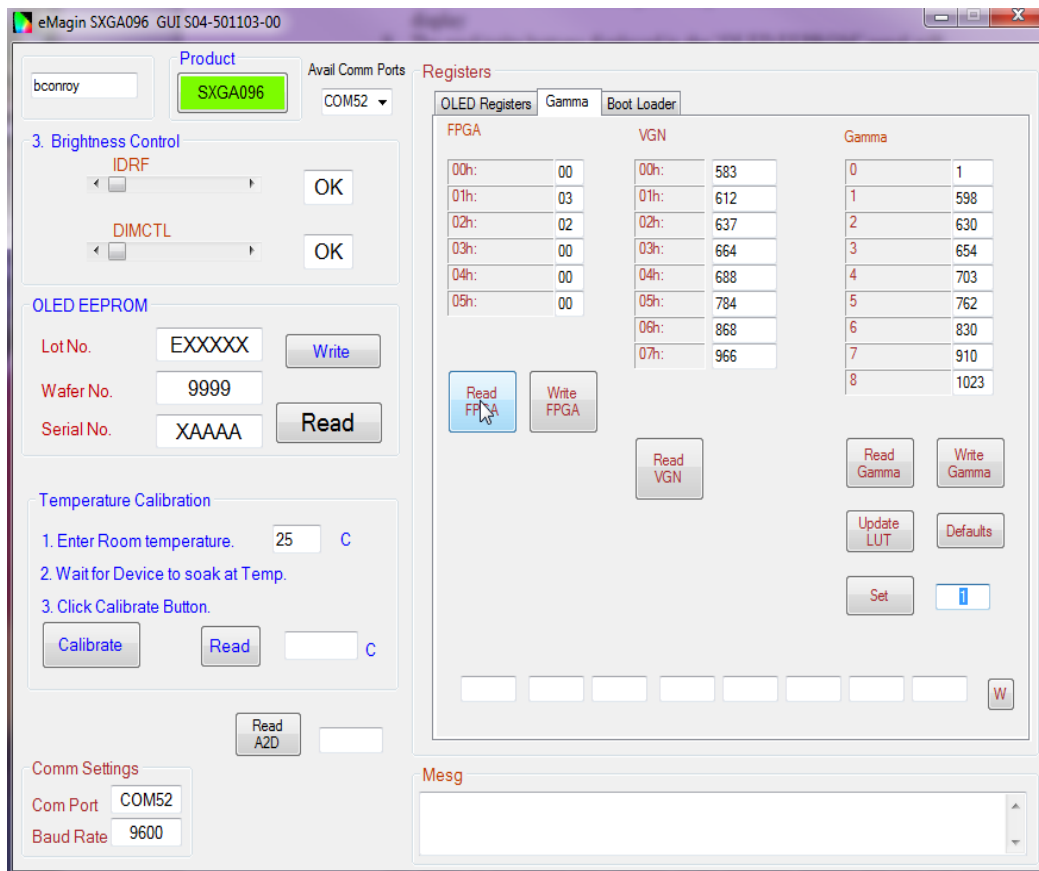 eMagin SXGA096 GUI S04-501103-00
bconroy
Product
SXGA096
Avail Comm Ports
COM52
3. Brightness Control
IDRF
OK
DIMCTL
OK
OLED EEPROM
Lot No. EXXXXX Write
Wafer No. 9999
Serial No. XAAAA Read
Temperature Calibration
1. Enter Room temperature. 25 C
2. Wait for Device to soak at Temp.
3. Click Calibrate Button.
Calibrate Read C
Read
A2D
Comm Settings
Com Port COM52
Baud Rate 9600
Registers
OLED Registers Gamma Boot Loader
FPGA
00h: 00
01h: 03
02h: 02
03h: 00
04h: 00
05h: 00
Read
FPGA
Write
FPGA
VGN
00h: 583
01h: 612
02h: 637
03h: 664
04h: 688
05h: 784
06h: 868
07h: 966
Read
VGN
Gamma
0 1
1 598
2 630
3 654
4 703
5 762
6 830
7 910
8 1023
Read
Gamma
Write
Gamma
Update
LUT
Defaults
Set 1
W
Mesg